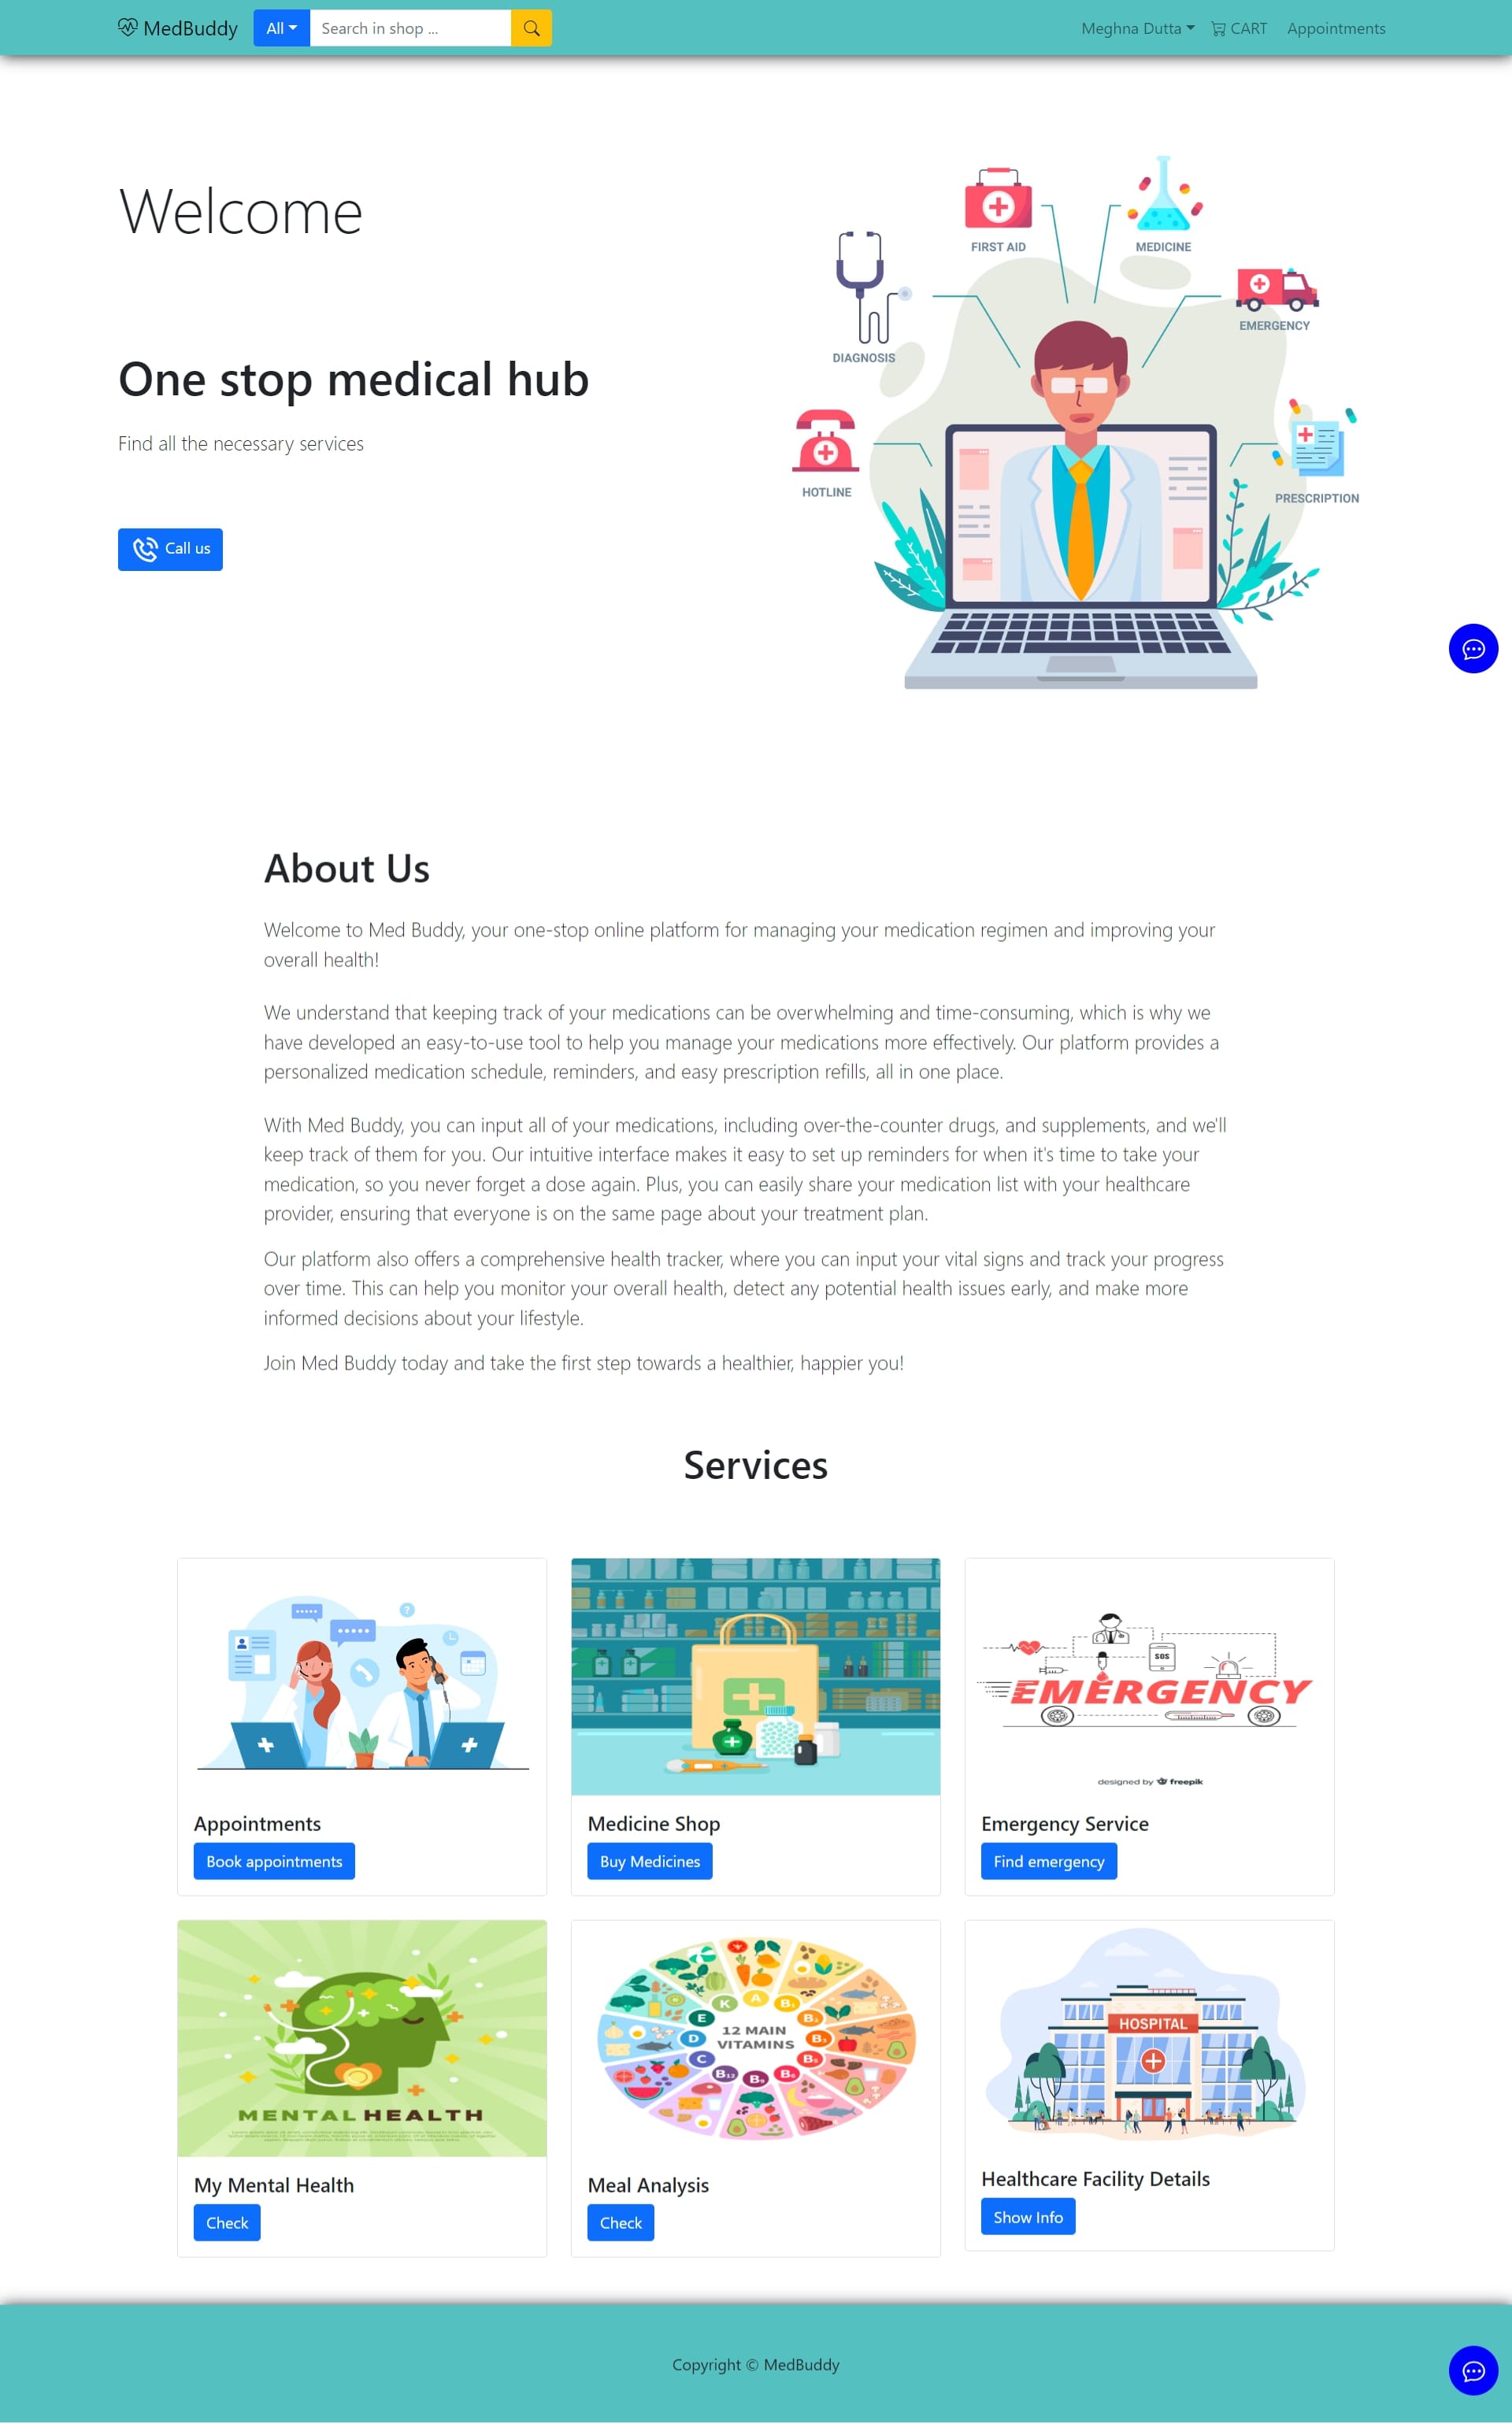 MedBuddy
All
Search in shop ...
Meghna Dutta
CART
Appointments
Welcome
One stop medical hub
Find all the necessary services
Call us
FIRST AID
MEDICINE
DIAGNOSIS
EMERGENCY
HOTLINE
PRESCRIPTION
About Us
Welcome to Med Buddy, your one-stop online platform for managing your medication regimen and improving your
overall health!
We understand that keeping track of your medications can be overwhelming and time-consuming, which is why we
have developed an easy-to-use tool to help you manage your medications more effectively. Our platform provides a
personalized medication schedule, reminders, and easy prescription refills, all in one place.
With Med Buddy, you can input all of your medications, including over-the-counter drugs, and supplements, and we'll
keep track of them for you. Our intuitive interface makes it easy to set up reminders for when it's time to take your
medication, so you never forget a dose again. Plus, you can easily share your medication list with your healthcare
provider, ensuring that everyone is on the same page about your treatment plan.
Our platform also offers a comprehensive health tracker, where you can input your vital signs and track your progress
over time. This can help you monitor your overall health, detect any potential health issues early, and make more
informed decisions about your lifestyle.
Join Med Buddy today and take the first step towards a healthier, happier you!
Services
?
SOS
EMERGENCY
designed by freepik
Appointments
Book appointments
Medicine Shop
Buy Medicines
Emergency Service
Find emergency
MENTAL HEALTH
12 MAIN
VITAMINS
A
B1
B2
B3
B5
B6
B9
B12
C
D
E
K
HOSPITAL
My Mental Health
Check
Meal Analysis
Check
Healthcare Facility Details
Show Info
Copyright © MedBuddy